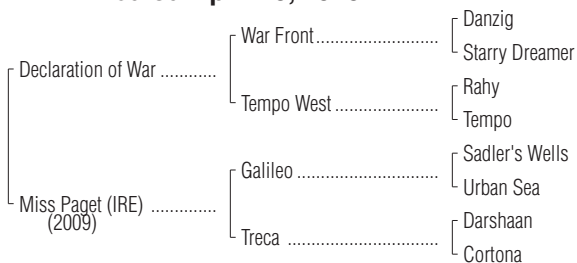 Danzig
War Front
Starry Dreamer
Declaration of War
Rahy
Tempo West
Tempo
Sadler's Wells
Galileo
Urban Sea
Miss Paget (IRE)
(2009)
Darshaan
Treca
Cortona